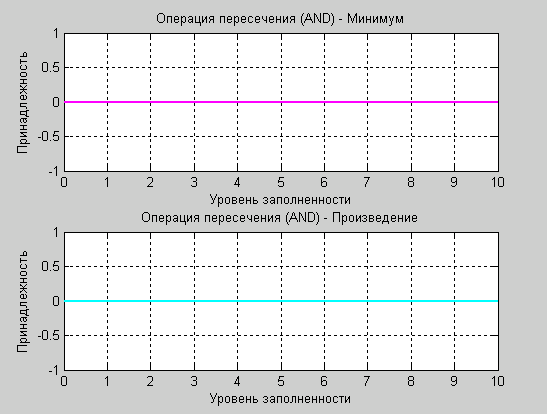 Операция пересечения (AND) - Минимум
1
0.5
0
-0.5
-1
Принадлежность
0 1 2 3 4 5 6 7 8 9 10
Уровень заполненности
Операция пересечения (AND) - Произведение
1
0.5
0
-0.5
-1
Принадлежность
0 1 2 3 4 5 6 7 8 9 10
Уровень заполненности